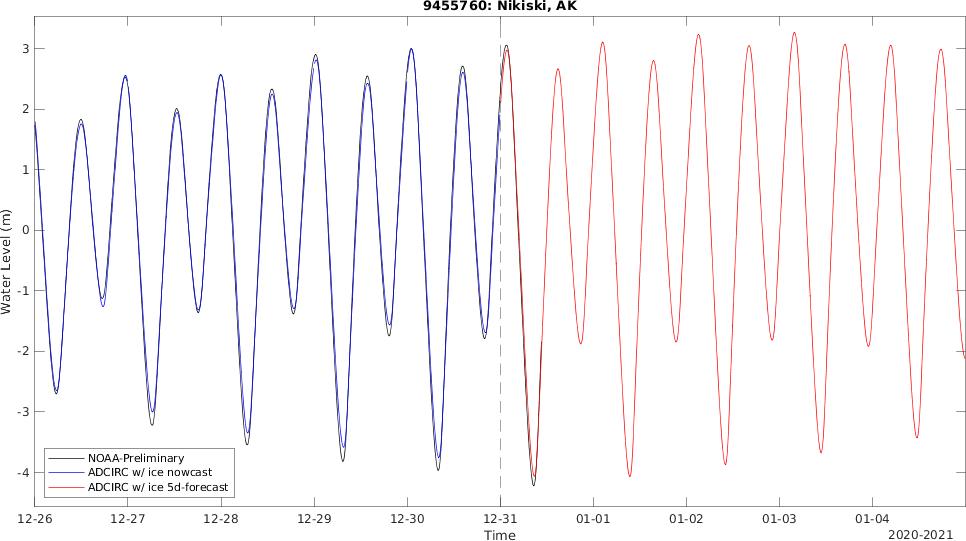 9455760: Nikiski, AK
Water Level (m)
3
2
1
0
-1
-2
-3
-4
NOAA-Preliminary
ADCIRC w/ ice nowcast
ADCIRC w/ ice 5d-forecast
12-26 12-27 12-28 12-29 12-30 12-31 01-01 01-02 01-03 01-04
Time
2020-2021